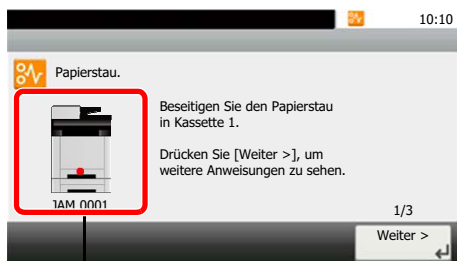 10:10
Papierstau.
Beseitigen Sie den Papierstau
in Kassette 1.
Drücken Sie [Weiter >], um
weitere Anweisungen zu sehen.
JAM 0001
1/3
Weiter >